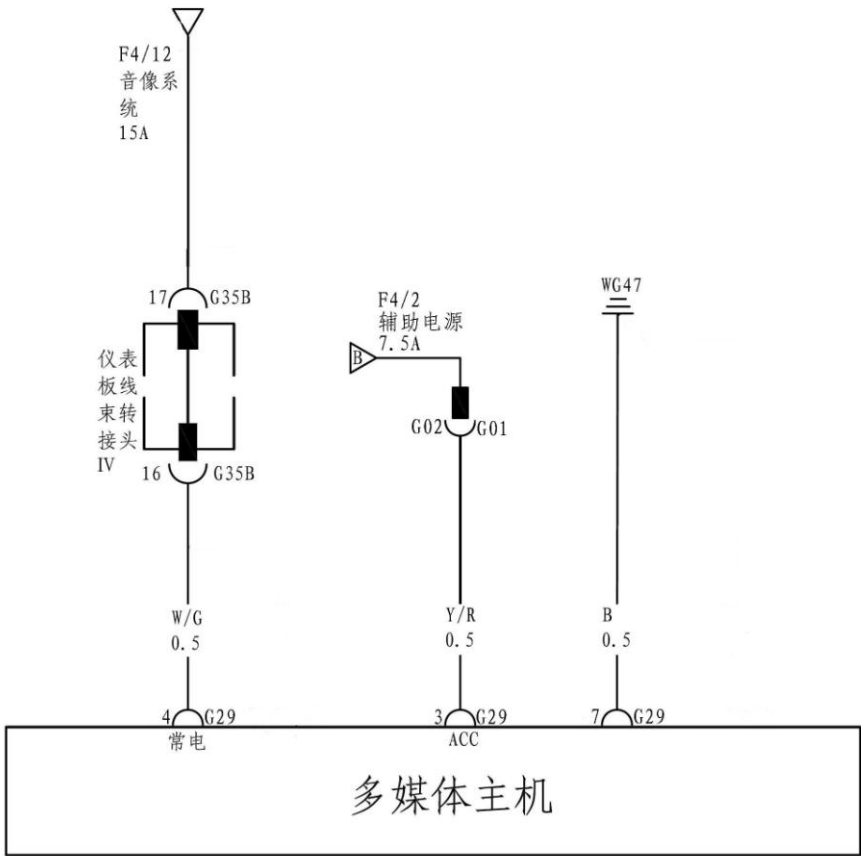 F4/12
音像系
统
15A
17 G35B
仪表
板线
束转
接头
IV
16 G35B
W/G
0.5
4 G29
常电
F4/2
辅助电源
7.5A
B
G02 G01
Y/R
0.5
3 G29
ACC
WG47
B
0.5
7 G29
多媒体主机